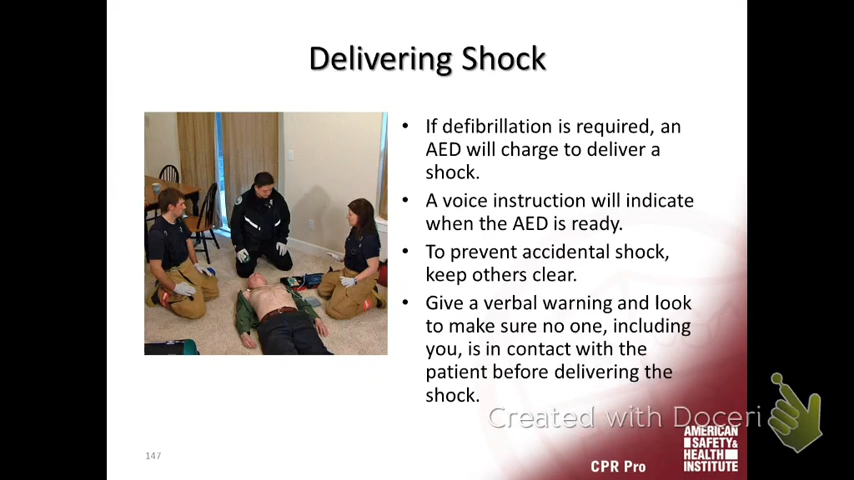 Delivering Shock
• If defibrillation is required, an
AED will charge to deliver a
shock.
• A voice instruction will indicate
when the AED is ready.
• To prevent accidental shock,
keep others clear.
• Give a verbal warning and look
to make sure no one, including
you, is in contact with the
patient before delivering the
shock.
Created with Doceri
AMERICAN
SAFETY&
HEALTH
INSTITUTE
CPR Pro
147